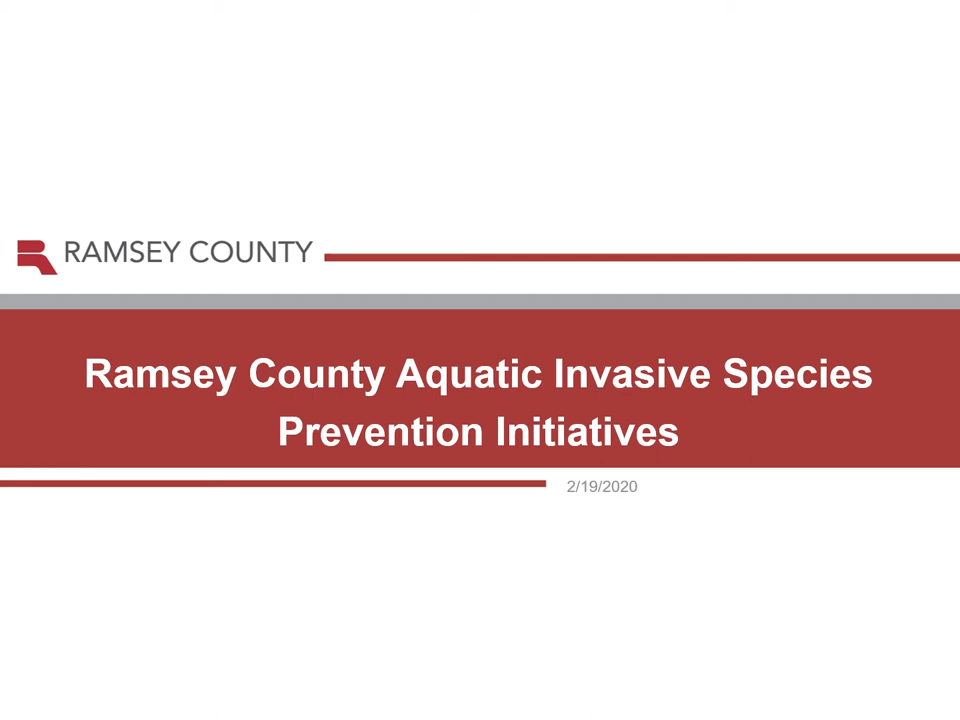 RAMSEY COUNTY
Ramsey County Aquatic Invasive Species
Prevention Initiatives
2/19/2020